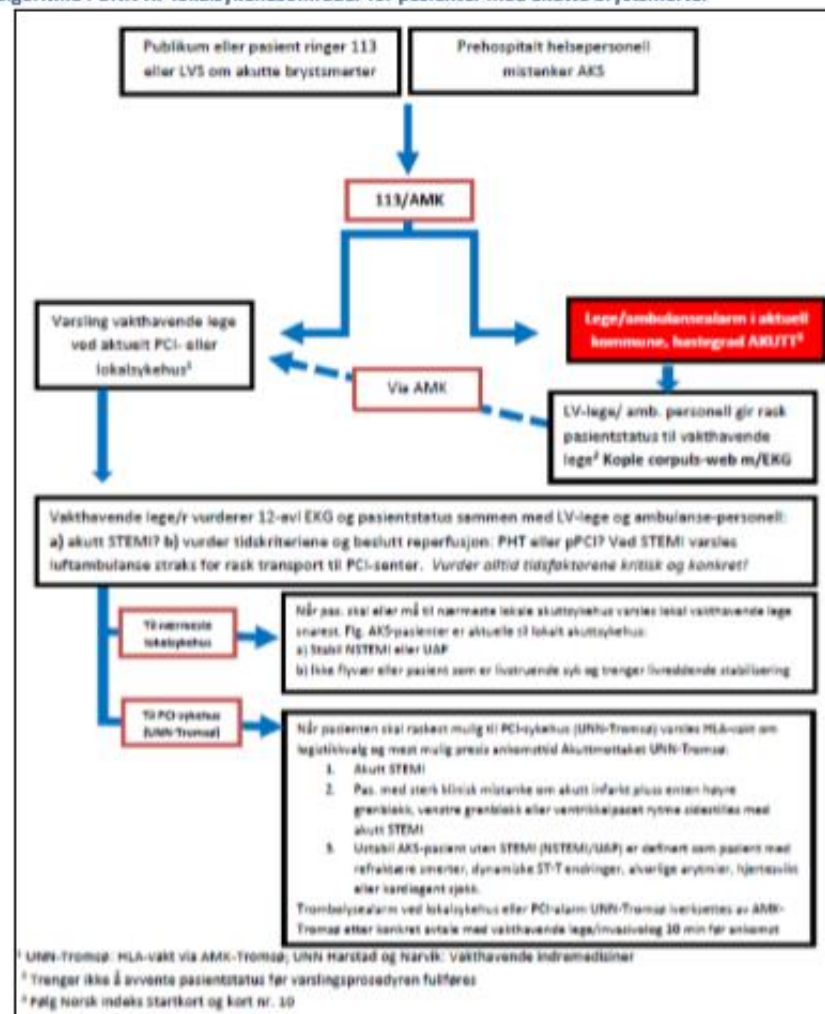 for pasienter med akutte brystsmerter
Publikum eller pasient ringer 113
eller LVS om akutte brystsmerter
Prehospitalt helsepersonell
mistenker AKS
113/AMK
Varsling vakthavende lege
ved aktuelt PCI- eller
lokalsykehus¹
Lege/ambulansealarm i aktuell
kommune, hastegrad AKUTT³
Via AMK
LV-lege/ amb. personell gir rask
pasientstatus til vakthavende
lege² Kople corpuls-web m/EKG
Vakthavende lege/r vurderer 12-avl EKG og pasientstatus sammen med LV-lege og ambulanse-personell:
a) akutt STEMI? b) vurder tidskriteriene og beslutt reperfusjon: PHT eller pPCI? Ved STEMI varsles
luftambulanse straks for rask transport til PCI-senter. Vurder alltid tidsfaktorene kritisk og konkret!
Til nærmeste
lokalsykehus
Når pas. skal eller må til nærmeste lokale akuttsykehus varsles lokal vakthavende lege
snarest. Flg. AKS-pasienter er aktuelle til lokalt akuttsykehus:
a) Stabil NSTEMI eller UAP
b) Ikke flyvær eller pasient som er livstruende syk og trenger livreddende stabilisering
Til PCI-sykehus
(UNN-Tromsø)
Når pasienten skal raskest mulig til PCI-sykehus (UNN-Tromsø) varsles HLA-vakt om
logistikkvalg og mest mulig presis ankomsttid Akuttmottaket UNN-Tromsø:
1. Akutt STEMI
2. Pas. med sterk klinisk mistanke om akutt infarkt pluss enten høyre
grenblokk, venstre grenblokk eller ventrikkelpacet rytme sidestilles med
akutt STEMI
3. Ustabil AKS-pasient uten STEMI (NSTEMI/UAP) er definert som pasient med
refraktære smerter, dynamiske ST-T endringer, alvorlige arytmier, hjertesvikt
eller kardiogent sjokk.
Trombolysealarm ved lokalsykehus eller PCI-alarm UNN-Tromsø iverksettes av AMK-
Tromsø etter konkret avtale med vakthavende lege/invasivolog 30 min før ankomst
¹ UNN-Tromsø: HLA-vakt via AMK-Tromsø; UNN Harstad og Narvik: Vakthavende indremedisiner
² Trenger ikke å avvente pasientstatus før varslingsprosedyren fullføres
³ Følg Norsk indeks Startkort og kort nr. 10